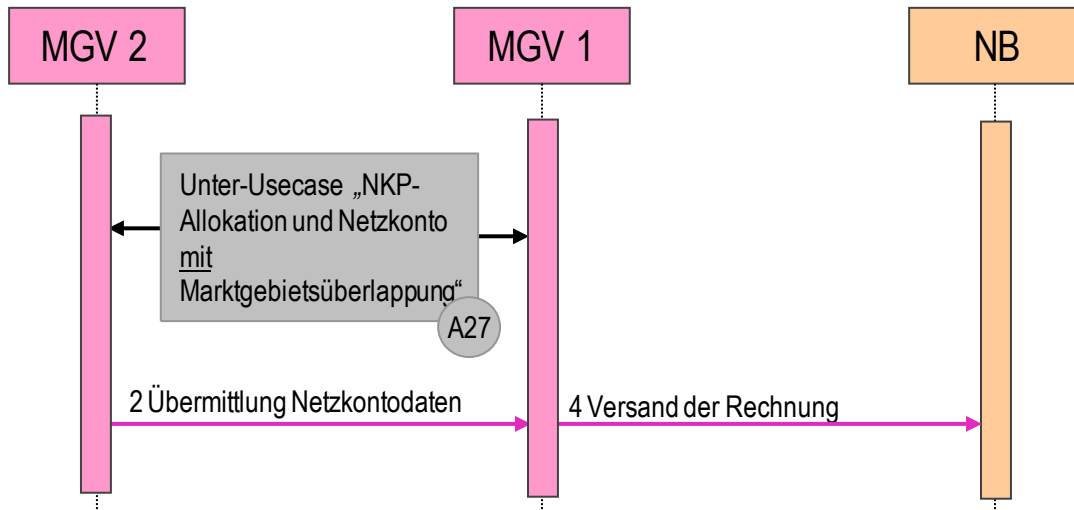 MGV 2
MGV 1
NB
Unter-Usecase „NKP-
Allokation und Netzkonto
mit
Marktgebietsüberlappung“
A27
2 Übermittlung Netzkontodaten
4 Versand der Rechnung